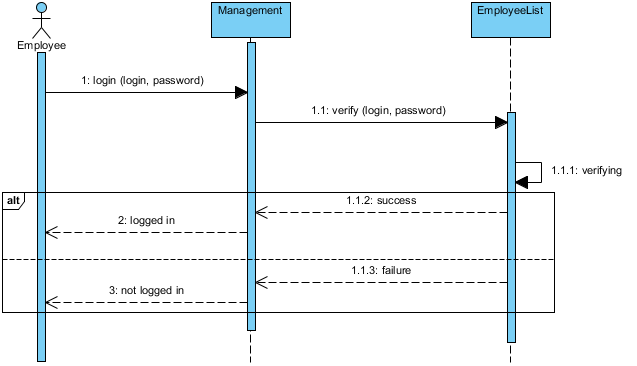 Management
EmployeeList
Employee
1: login (login, password)
1.1: verify (login, password)
1.1.1: verifying
alt
1.1.2: success
2: logged in
1.1.3: failure
3: not logged in